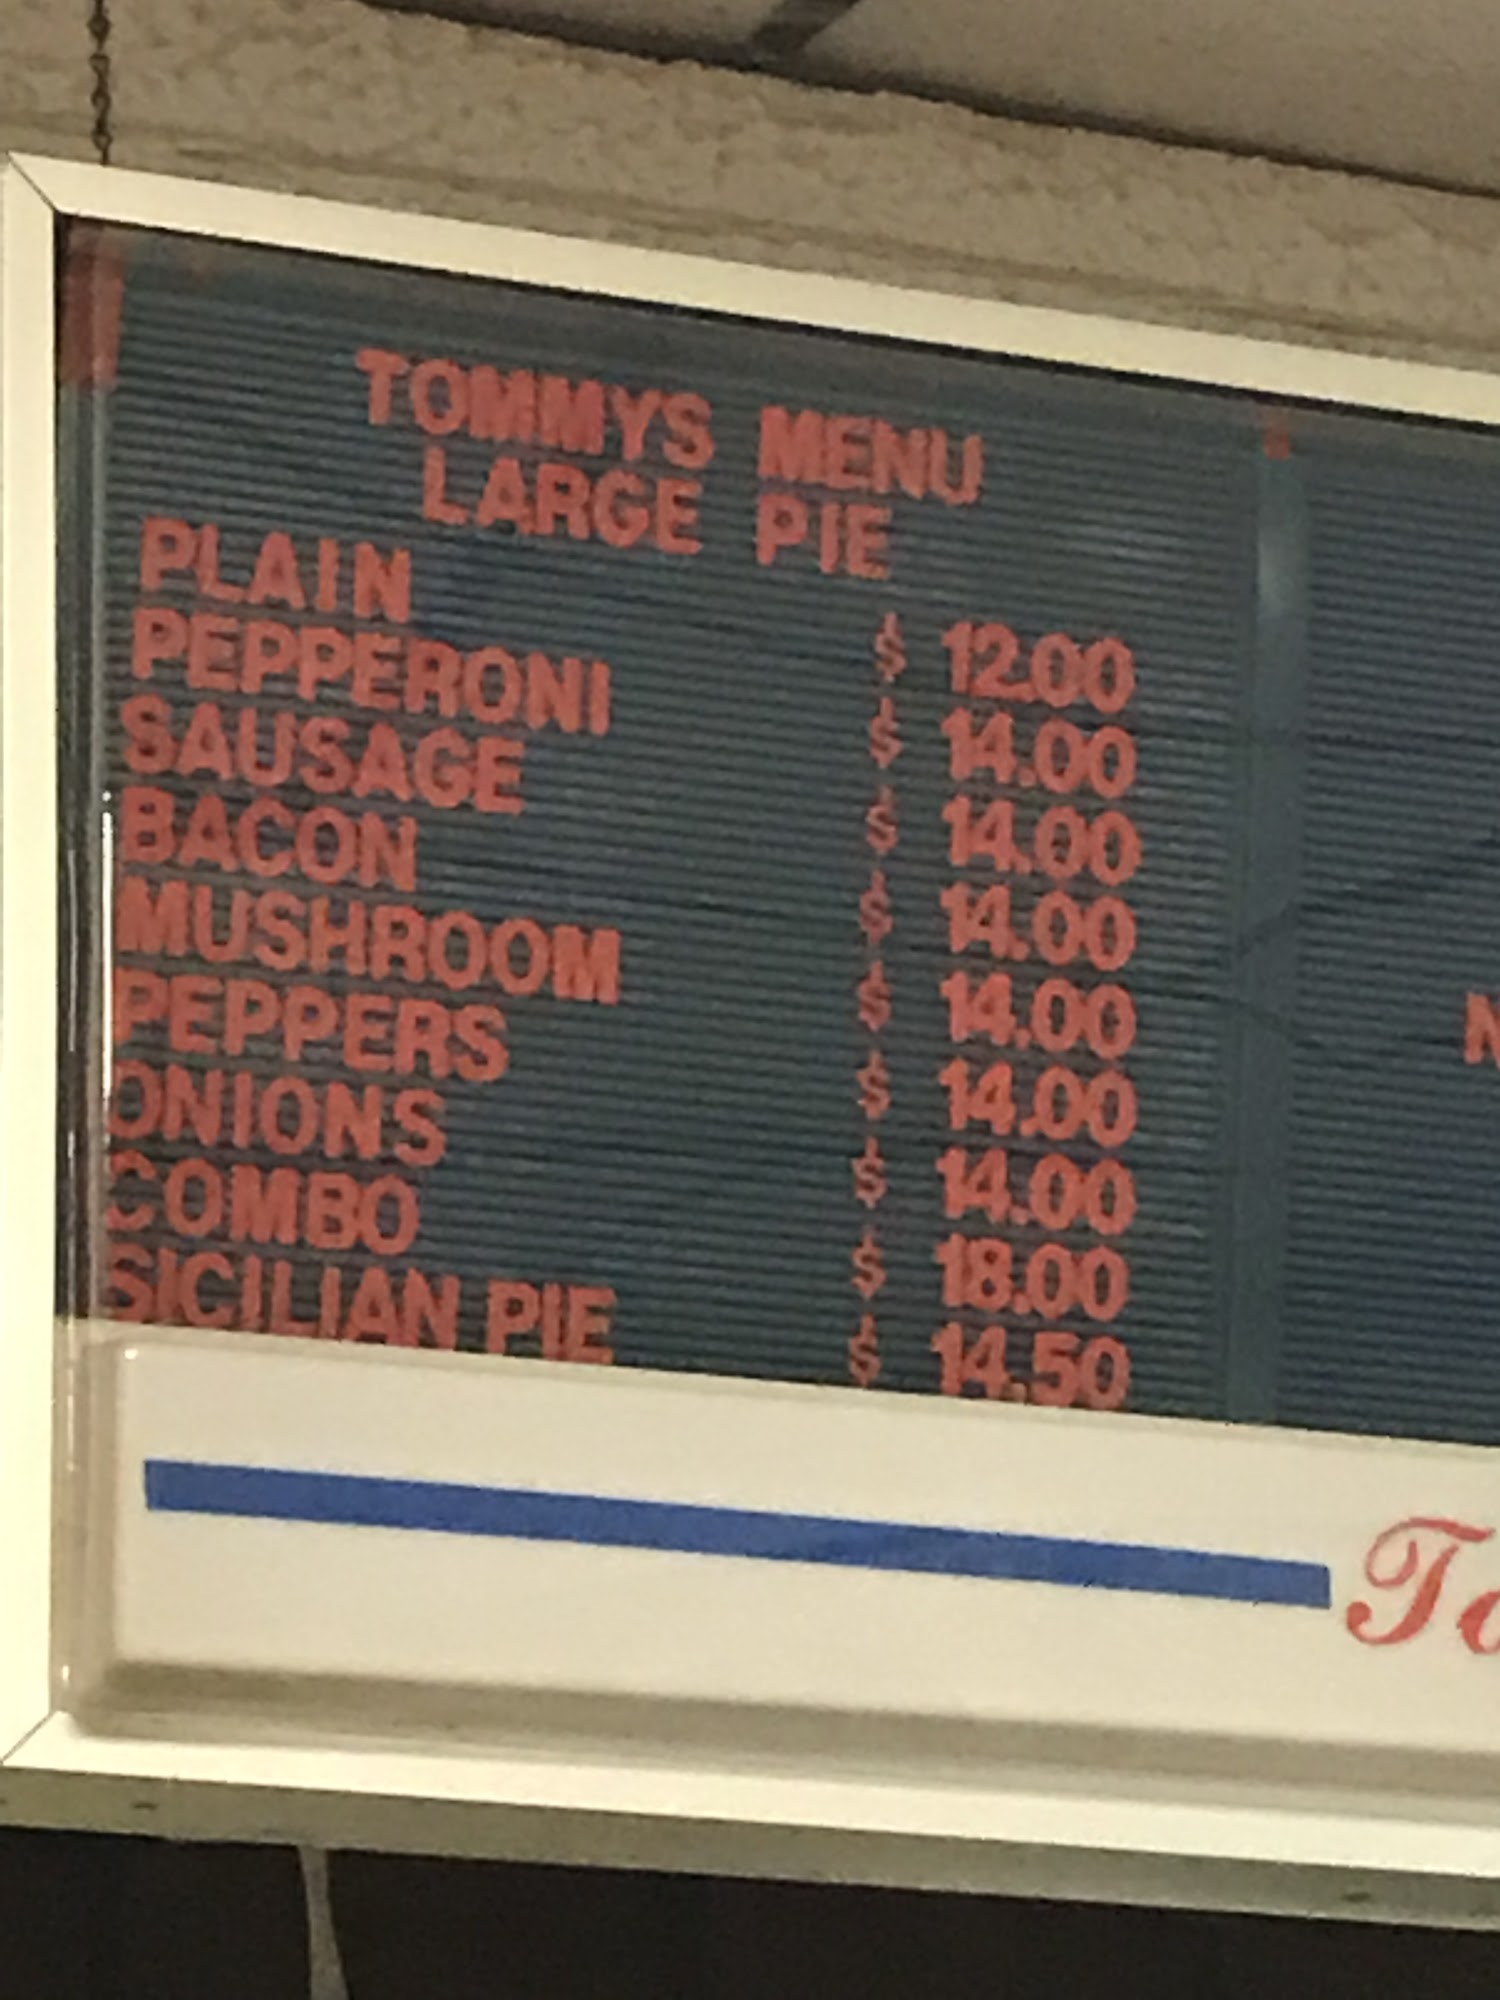 TOMMYS MENU
LARGE PIE
PLAIN $ 12.00
PEPPERONI $ 14.00
SAUSAGE $ 14.00
BACON $ 14.00
MUSHROOM $ 14.00
PEPPERS $ 14.00
ONIONS $ 14.00
COMBO $ 18.00
SICILIAN PIE $ 14.50
N
To